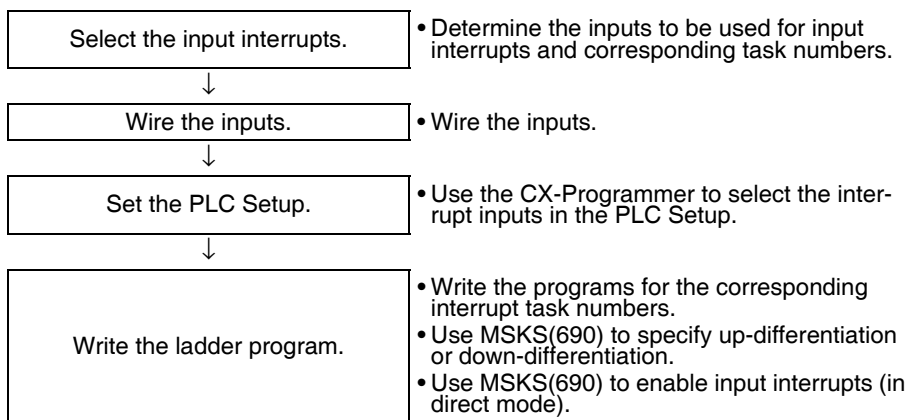 Select the input interrupts.
• Determine the inputs to be used for input
interrupts and corresponding task numbers.
↓
Wire the inputs.
• Wire the inputs.
↓
Set the PLC Setup.
• Use the CX-Programmer to select the inter-
rupt inputs in the PLC Setup.
↓
Write the ladder program.
• Write the programs for the corresponding
interrupt task numbers.
• Use MSKS(690) to specify up-differentiation
or down-differentiation.
• Use MSKS(690) to enable input interrupts (in
direct mode).